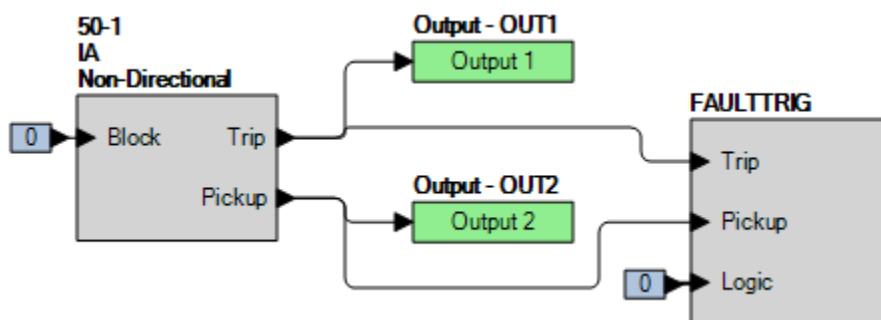 50-1
IA
Non-Directional
0
Block
Trip
Pickup
Output - OUT1
Output 1
Output - OUT2
Output 2
FAULTTRIG
Trip
Pickup
0
Logic